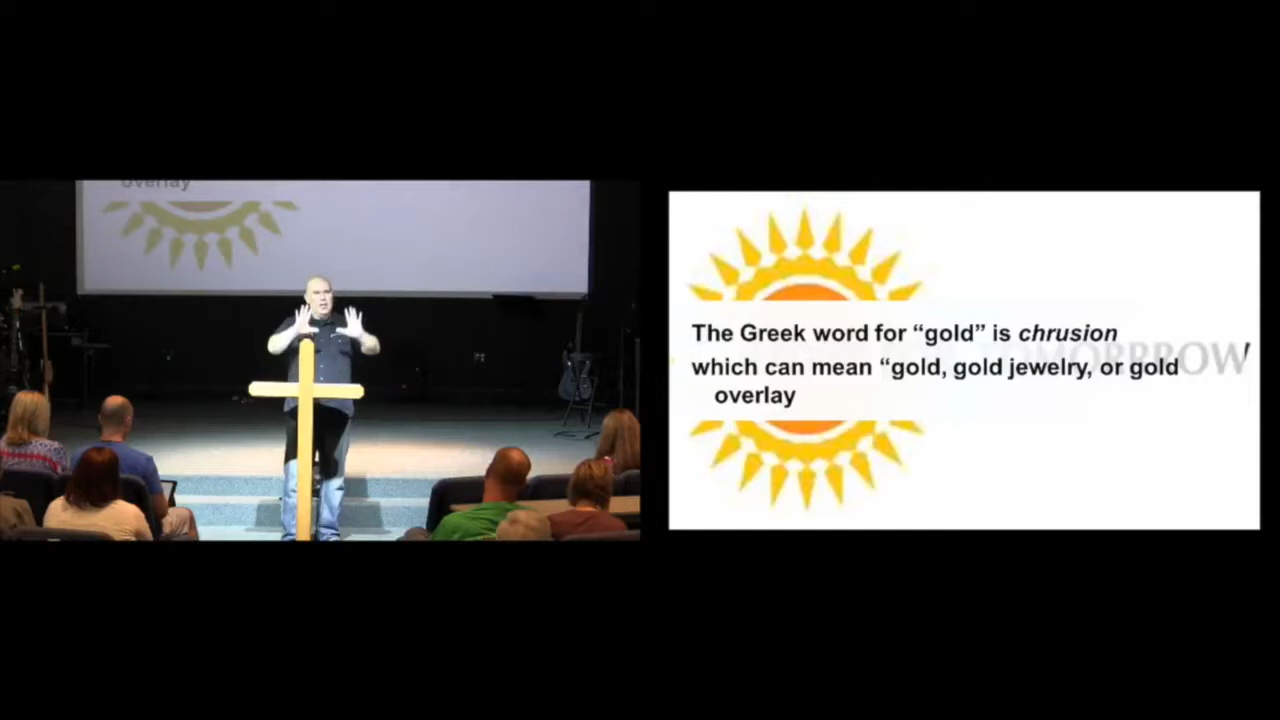 overlay
The Greek word for “gold” is chrusion
which can mean “gold, gold jewelry, or gold
overlay